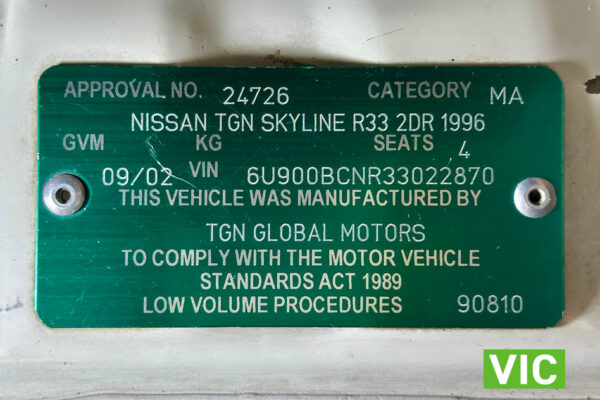 APPROVAL NO. 24726 CATEGORY MA
NISSAN TGN SKYLINE R33 2DR 1996
GVM KG SEATS 4
09/02 VIN 6U900BCNR33022870
THIS VEHICLE WAS MANUFACTURED BY
TGN GLOBAL MOTORS
TO COMPLY WITH THE MOTOR VEHICLE
STANDARDS ACT 1989
LOW VOLUME PROCEDURES 90810
VIC